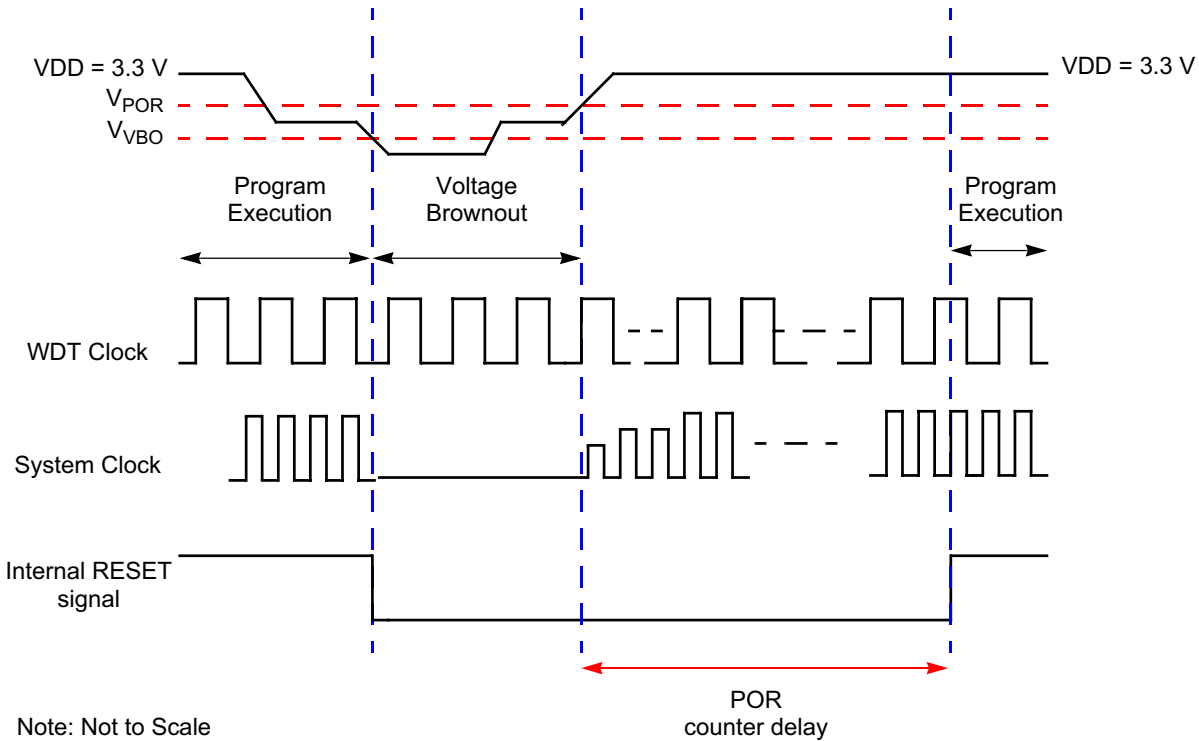 VDD = 3.3 V
VDD = 3.3 V
VPOR
VVBO
Program
Execution
Voltage
Brownout
Program
Execution
WDT Clock
System Clock
Internal RESET
signal
POR
counter delay
Note: Not to Scale